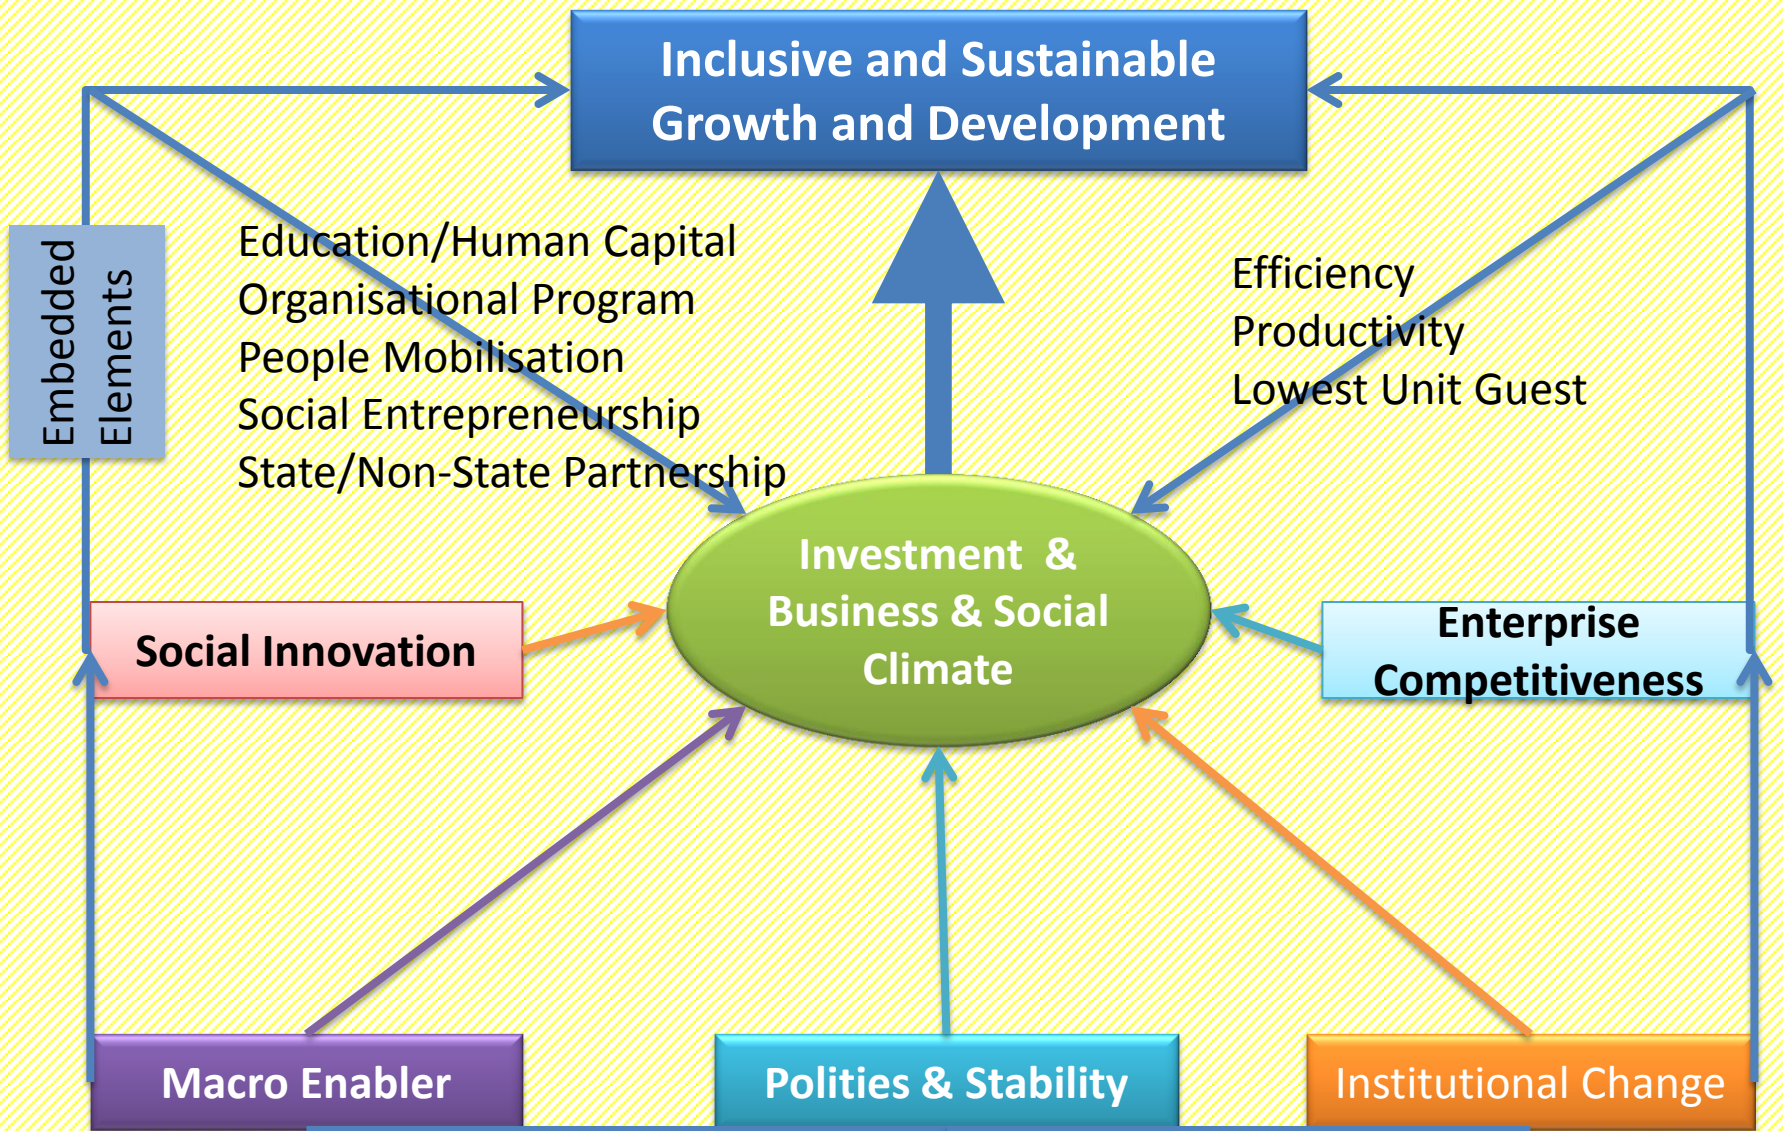 Inclusive and Sustainable
Growth and Development
Embedded
Elements
Education/Human Capital
Organisational Program
People Mobilisation
Social Entrepreneurship
State/Non-State Partnership
Efficiency
Productivity
Lowest Unit Guest
Investment & 
Business & Social
Climate
Social Innovation
Enterprise
Competitiveness
Macro Enabler
Polities & Stability
Institutional Change